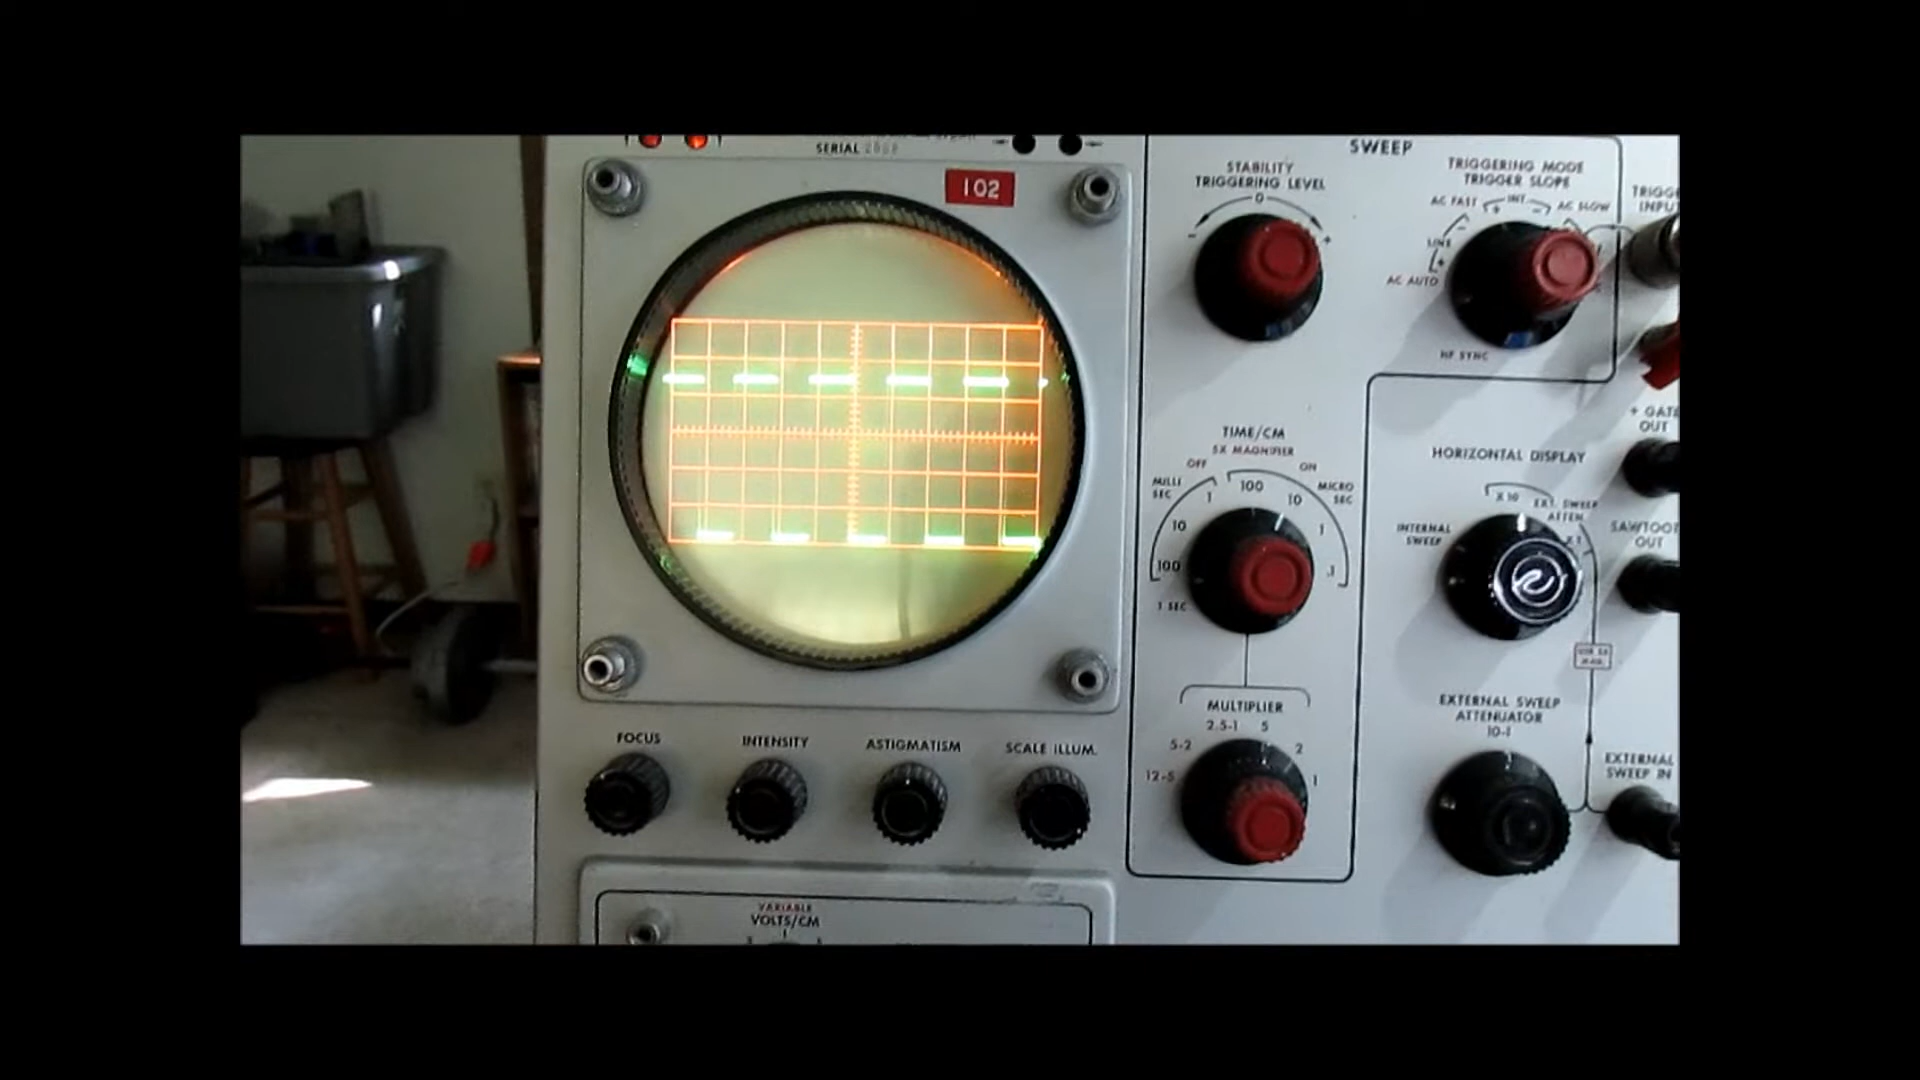 SERIAL
102
SWEEP
STABILITY
TRIGGERING LEVEL
- 0 +
TRIGGERING MODE
TRIGGER SLOPE
AC FAST
+ INT -
AC SLOW
LINE
-
+
AC AUTO
HF SYNC
TRIGGE
INPUT
+ GATE
OUT
TIME/CM
5X MAGNIFIER
OFF
ON
MILLI
SEC
MICRO
SEC
1
100
10
10
1
100
.1
1 SEC
HORIZONTAL DISPLAY
X 10
EXT. SWEEP
ATTEN.
X 1
INTERNAL
SWEEP
SAWTOOT
OUT
MULTIPLIER
2.5-1
5
5-2
2
12-5
1
EXTERNAL SWEEP
ATTENUATOR
10-1
EXTERNAL
SWEEP IN
FOCUS
INTENSITY
ASTIGMATISM
SCALE ILLUM.
VARIABLE
VOLTS/CM